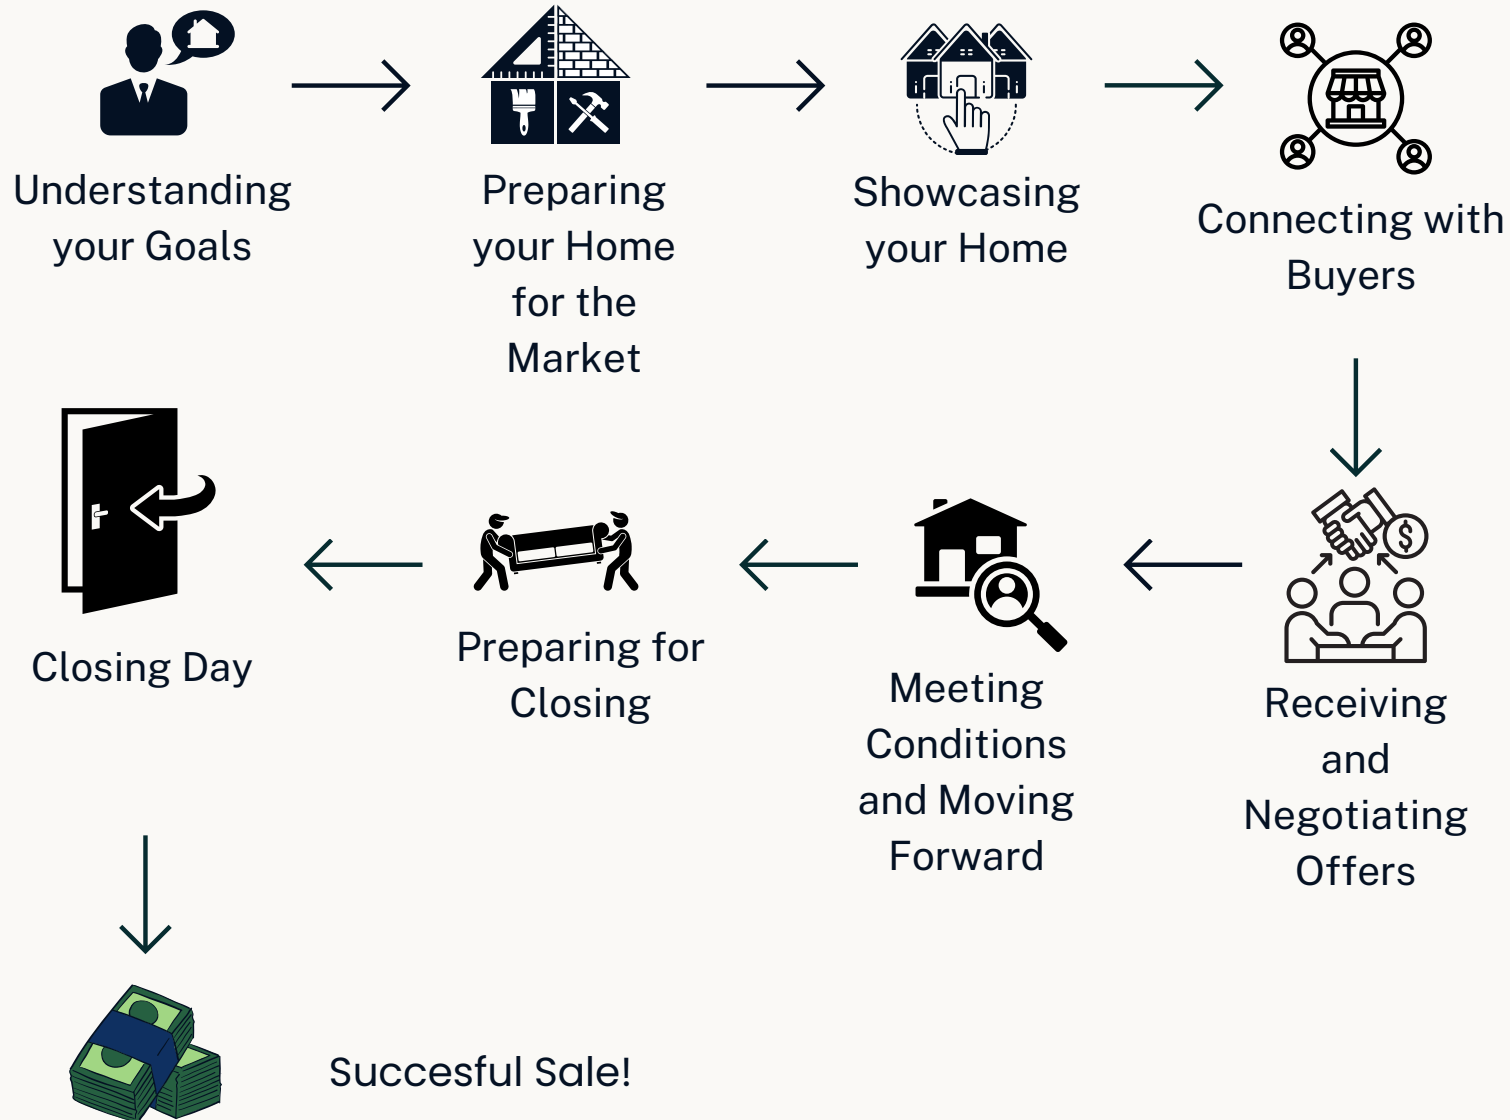 Understanding
your Goals
Preparing
your Home
for the
Market
Showcasing
your Home
Connecting with
Buyers
Receiving
and
Negotiating
Offers
Meeting
Conditions
and Moving
Forward
Preparing for
Closing
Closing Day
Succesful Sale!